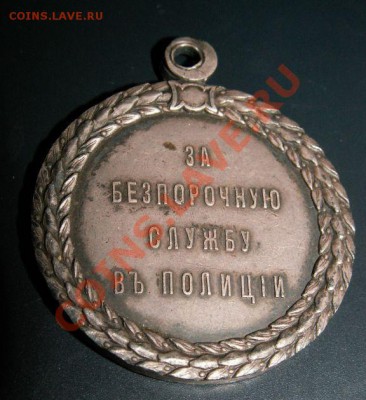 COINS.LAVE.RU
ЗА
БЕЗПОРОЧНУЮ
СЛУЖБУ
ВЪ ПОЛИЦІИ
COINS.LAVE.RU